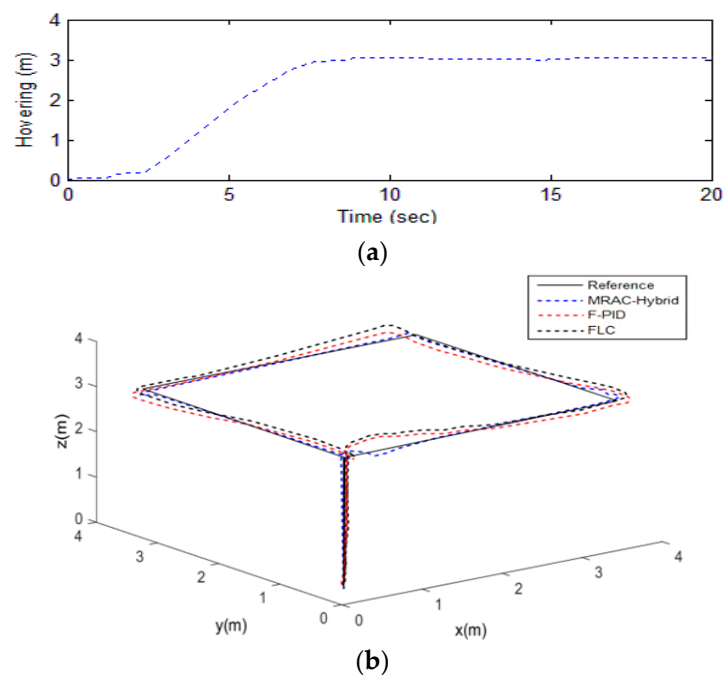 4
3
2
1
0
Hovering (m)
0 5 10 15 20
Time (sec)
(a)
Reference
MRAC-Hybrid
F-PID
FLC
4
3
2
1
0
z(m)
4
3
2
1
0
y(m)
0
1
2
3
4
x(m)
(b)